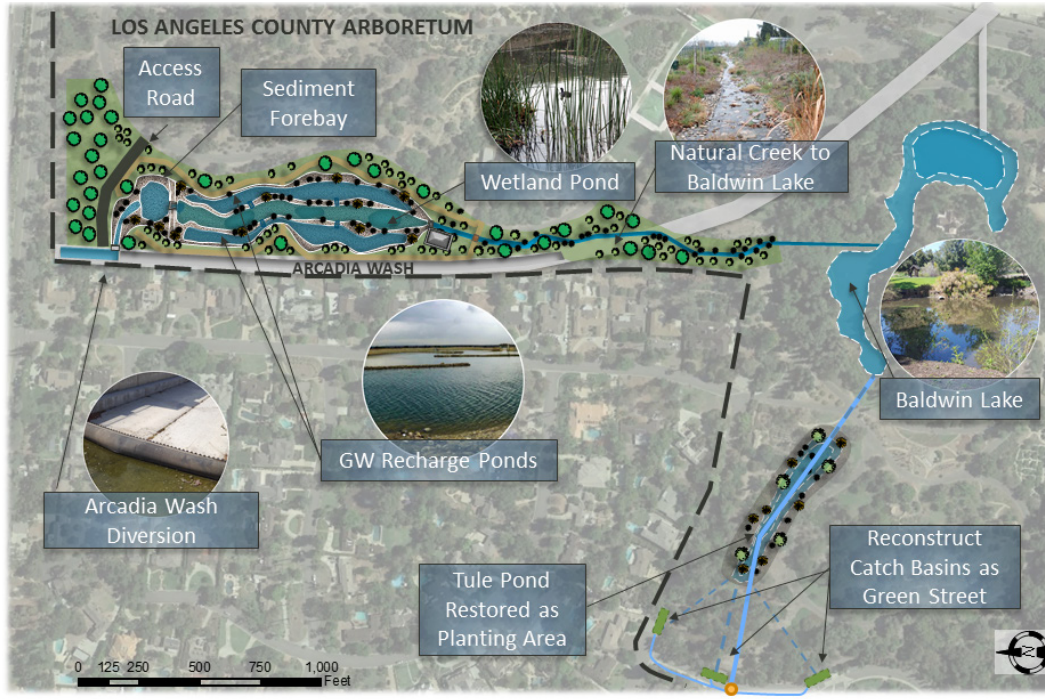 LOS ANGELES COUNTY ARBORETUM
Access
Road
Sediment
Forebay
Wetland Pond
Natural Creek to
Baldwin Lake
ARCADIA WASH
Baldwin Lake
GW Recharge Ponds
Arcadia Wash
Diversion
Tule Pond
Restored as
Planting Area
Reconstruct
Catch Basins as
Green Street
0 125 250 500 750 1,000
Feet
N